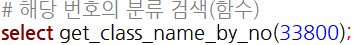 # 해당 번호의 분류 검색(함수)
select get_class_name_by_no(33800);